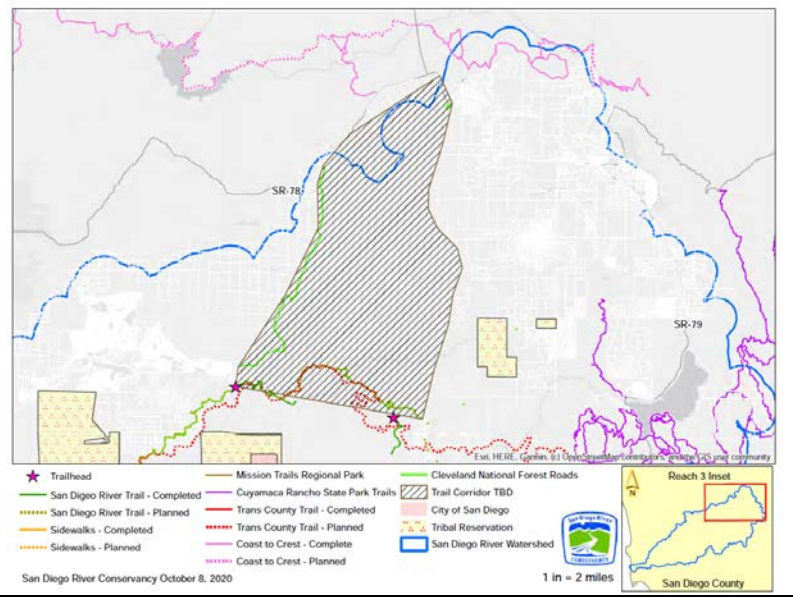 SR-78
SR-79
Esri, HERE, Garmin, (c) OpenStreetMap contributors, and the GIS user community
Trailhead
San Digeo River Trail - Completed
San Diego River Trail - Planned
Sidewalks - Completed
Sidewalks - Planned
Mission Trails Regional Park
Cuyamaca Rancho State Park Trails
Trans County Trail - Completed
Trans County Trail - Planned
Coast to Crest - Complete
Coast to Crest - Planned
Cleveland National Forest Roads
Trail Corridor TBD
City of San Diego
Tribal Reservation
San Diego River Watershed
San Diego River
CONSERVANCY
1 in = 2 miles
Reach 3 Inset
N
San Diego County
San Diego River Conservancy October 8, 2020